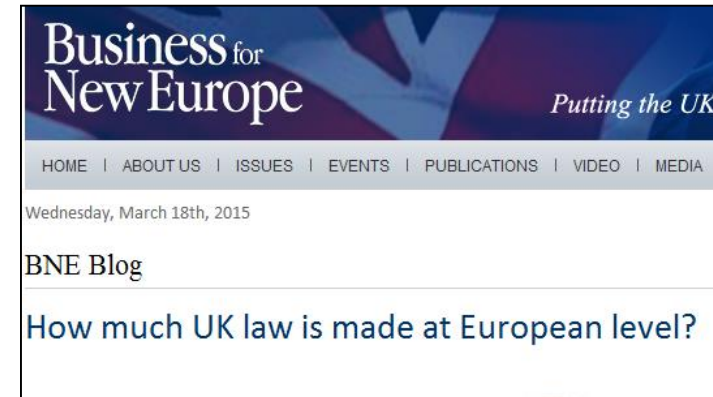 Business for
New Europe
Putting the UK
HOME | ABOUT US | ISSUES | EVENTS | PUBLICATIONS | VIDEO | MEDIA
Wednesday, March 18th, 2015
BNE Blog
How much UK law is made at European level?